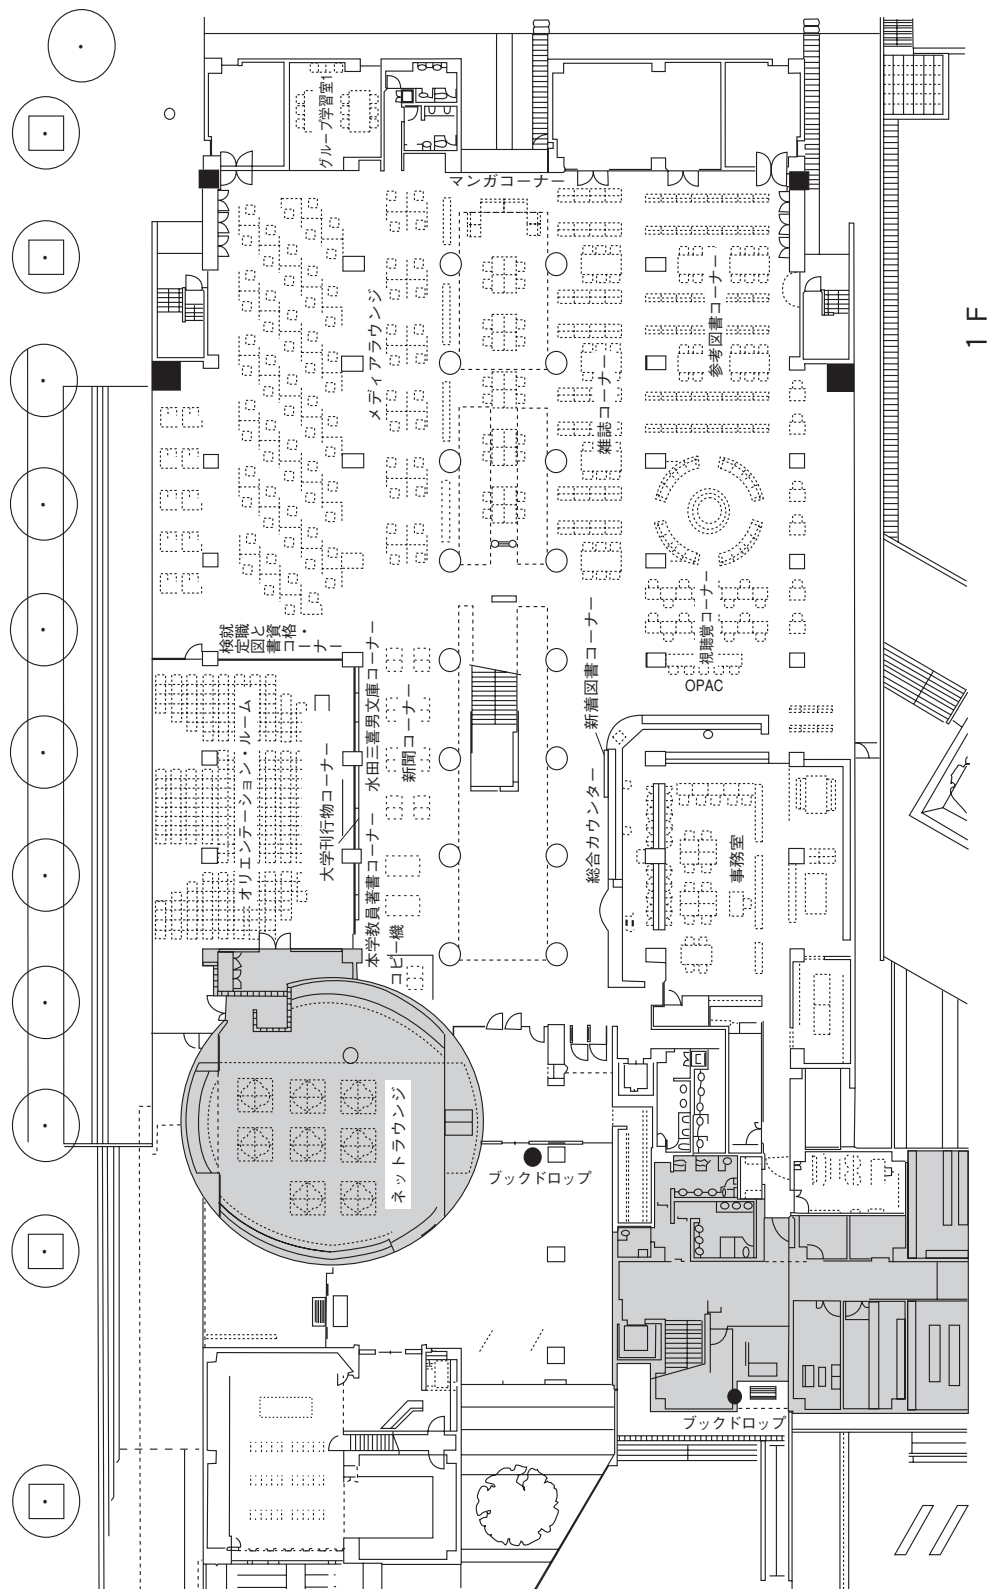 グループ学習室1
マンガコーナー
メディアラウンジ
雑誌コーナー
参考図書コーナー
1F
就職と資格・
検定図書コーナー
オリエンテーション・ルーム
大学刊行物コーナー
本学教員著書コーナー
水田三喜男文庫コーナー
新聞コーナー
コピー機
新着図書コーナー
視聴覚コーナー
OPAC
総合カウンター
事務室
ネットラウンジ
ブックドロップ
ブックドロップ